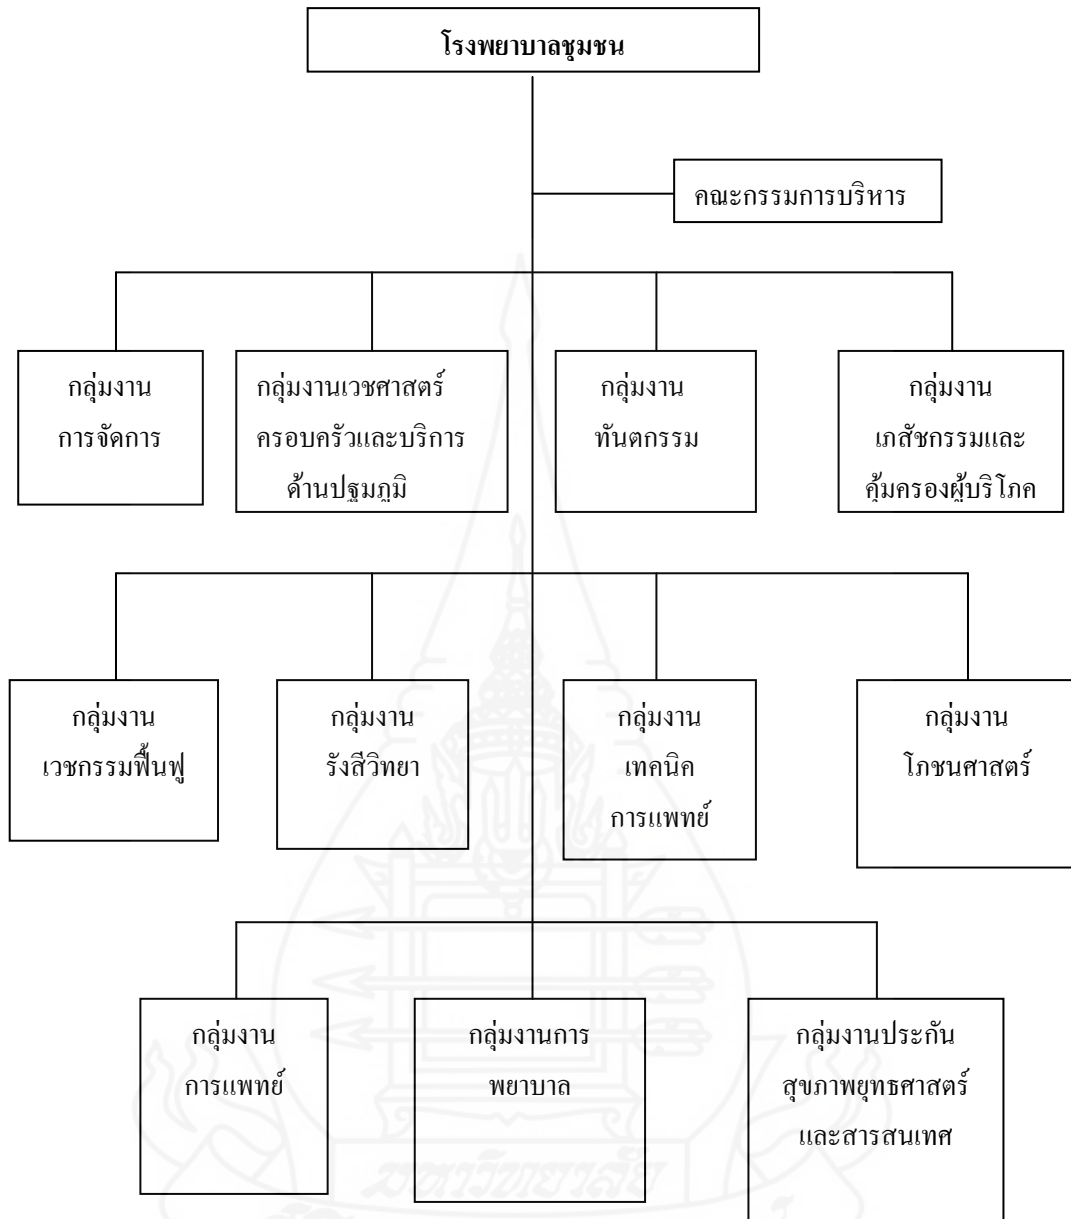 โรงพยาบาลชุมชน
คณะกรรมการบริหาร
กลุ่มงาน
การจัดการ
กลุ่มงานเวชศาสตร์
ครอบครัวและบริการ
ด้านปฐมภูมิ
กลุ่มงาน
ทันตกรรม
กลุ่มงาน
เภสัชกรรมและ
คุ้มครองผู้บริโภค
กลุ่มงาน
เวชกรรมฟื้นฟู
กลุ่มงาน
รังสีวิทยา
กลุ่มงาน
เทคนิค
การแพทย์
กลุ่มงาน
โภชนศาสตร์
กลุ่มงาน
การแพทย์
กลุ่มงานการ
พยาบาล
กลุ่มงานประกัน
สุขภาพยุทธศาสตร์
และสารสนเทศ
มหาวิทยาลัย